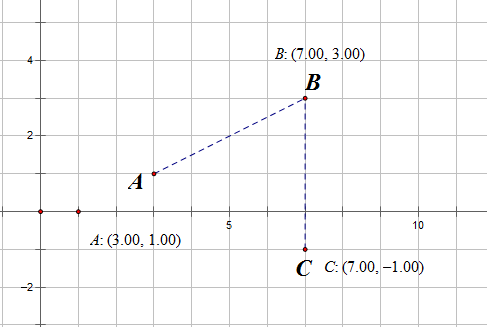 B: (7.00, 3.00)
4
B
2
A
5
10
A: (3.00, 1.00)
C
C: (7.00, –1.00)
–2